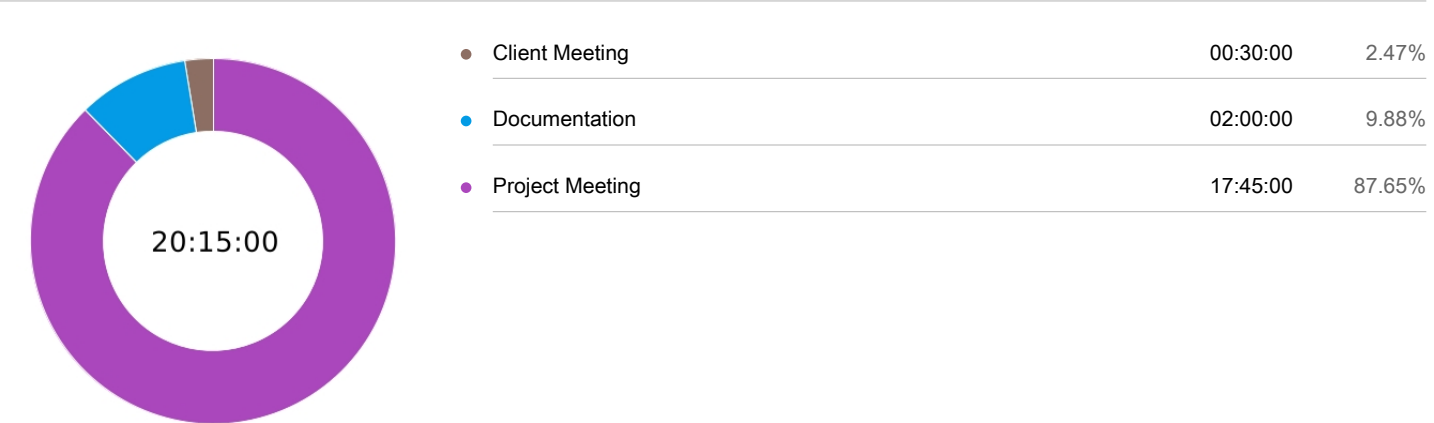 Client Meeting 00:30:00 2.47%
Documentation 02:00:00 9.88%
Project Meeting 17:45:00 87.65%
20:15:00